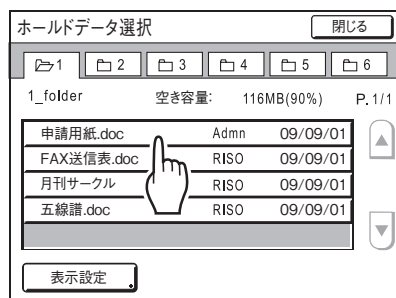 ホールドデータ選択 閉じる
1 2 3 4 5 6
1_folder 空き容量: 116MB(90%) P.1/1
申請用紙.doc Admn 09/09/01
FAX送信表.doc RISO 09/09/01
月刊サークル RISO 09/09/01
五線譜.doc RISO 09/09/01
表示設定